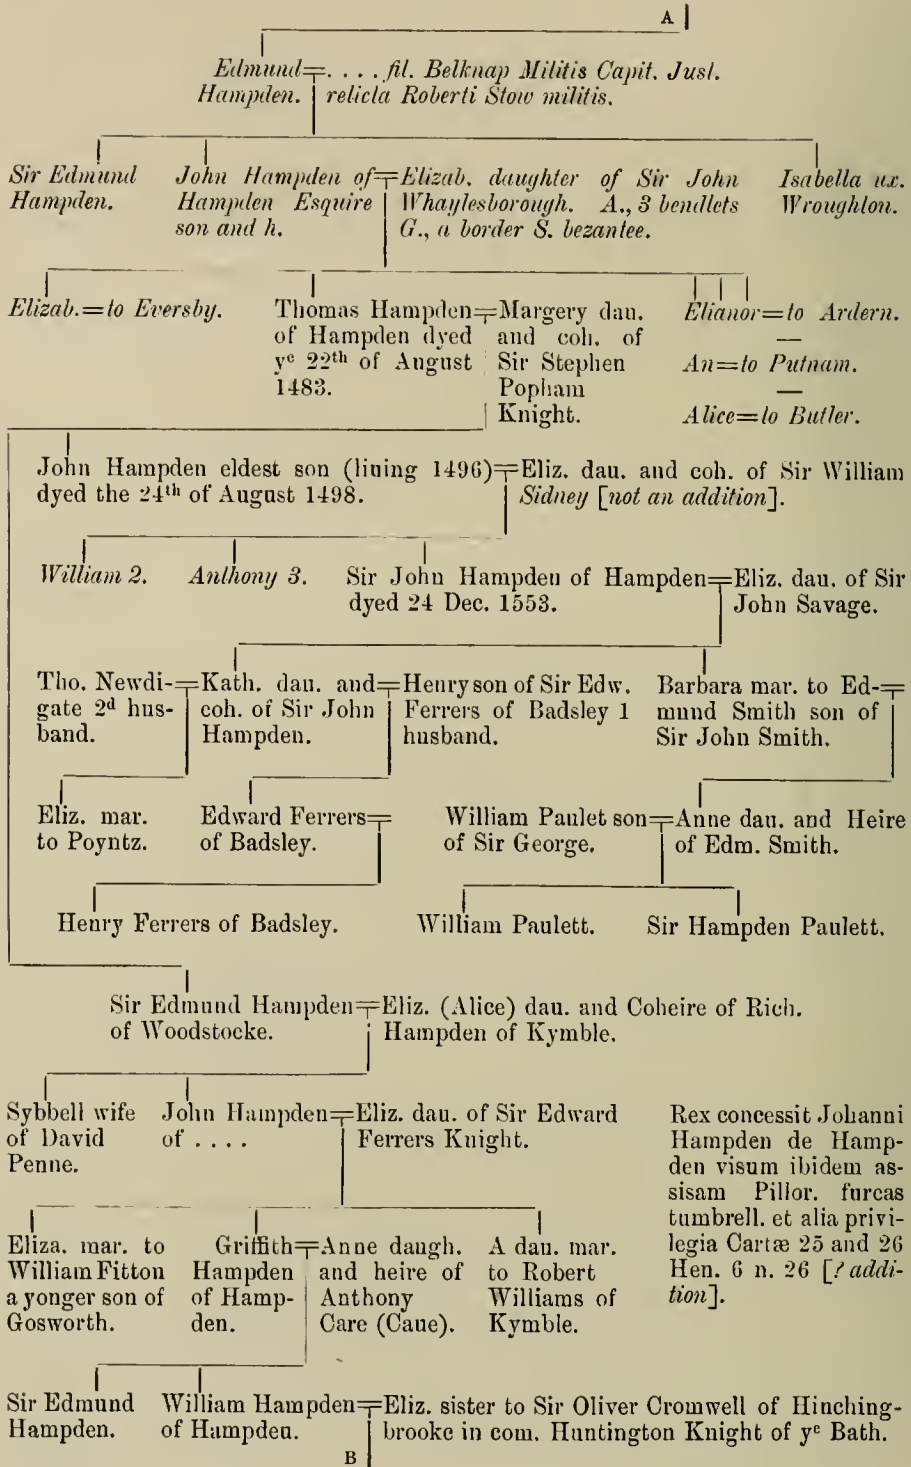 A
Edmund = . . . . fil. Belknap Militis Capit. Just.
Hampden. relicta Roberti Stow militis.
Sir Edmund
Hampden.
John Hampden of
Hampden Esquire
son and h.
= Elizab. daughter of Sir John
Whaylesborough. A., 3 bendlets
G., a border S. bezantee.
Isabella ux.
Wroughton.
Elizab. = to Eversby.
Thomas Hampden
of Hampden dyed
yᵉ 22ᵗʰ of August
1483.
= Margery dau.
and coh. of
Sir Stephen
Popham
Knight.
Elianor = to Ardern.
—
An = to Putnam.
—
Alice = to Butler.
John Hampden eldest son (liuing 1496)
dyed the 24ᵗʰ of August 1498.
= Eliz. dau. and coh. of Sir William
Sidney [not an addition].
William 2.
Anthony 3.
Sir John Hampden of Hampden
dyed 24 Dec. 1553.
= Eliz. dau. of Sir
John Savage.
Tho. Newdi-
gate 2ᵈ hus-
band.
= Kath. dau. and
coh. of Sir John
Hampden.
= Henry son of Sir Edw.
Ferrers of Badsley 1
husband.
Barbara mar. to Ed- =
mund Smith son of
Sir John Smith.
Eliz. mar.
to Poyntz.
Edward Ferrers =
of Badsley.
William Paulet son
of Sir George.
= Anne dau. and Heire
of Edm. Smith.
Henry Ferrers of Badsley.
William Paulett.
Sir Hampden Paulett.
Sir Edmund Hampden
of Woodstocke.
= Eliz. (Alice) dau. and Coheire of Rich.
Hampden of Kymble.
Sybbell wife
of David
Penne.
John Hampden
of . . . .
= Eliz. dau. of Sir Edward
Ferrers Knight.
Rex concessit Johanni
Hampden de Hamp-
den visum ibidem as-
sisam Pillor. furcas
tumbrell. et alia privi-
legia Cartæ 25 and 26
Hen. 6 n. 26 [? addi-
tion].
Eliza. mar. to
William Fitton
a yonger son of
Gosworth.
Griffith
Hampden
of Hamp-
den.
= Anne daugh.
and heire of
Anthony
Care (Caue).
A dau. mar.
to Robert
Williams of
Kymble.
Sir Edmund
Hampden.
William Hampden
of Hampden.
= Eliz. sister to Sir Oliver Cromwell of Hinching-
brooke in com. Huntington Knight of yᵉ Bath.
B